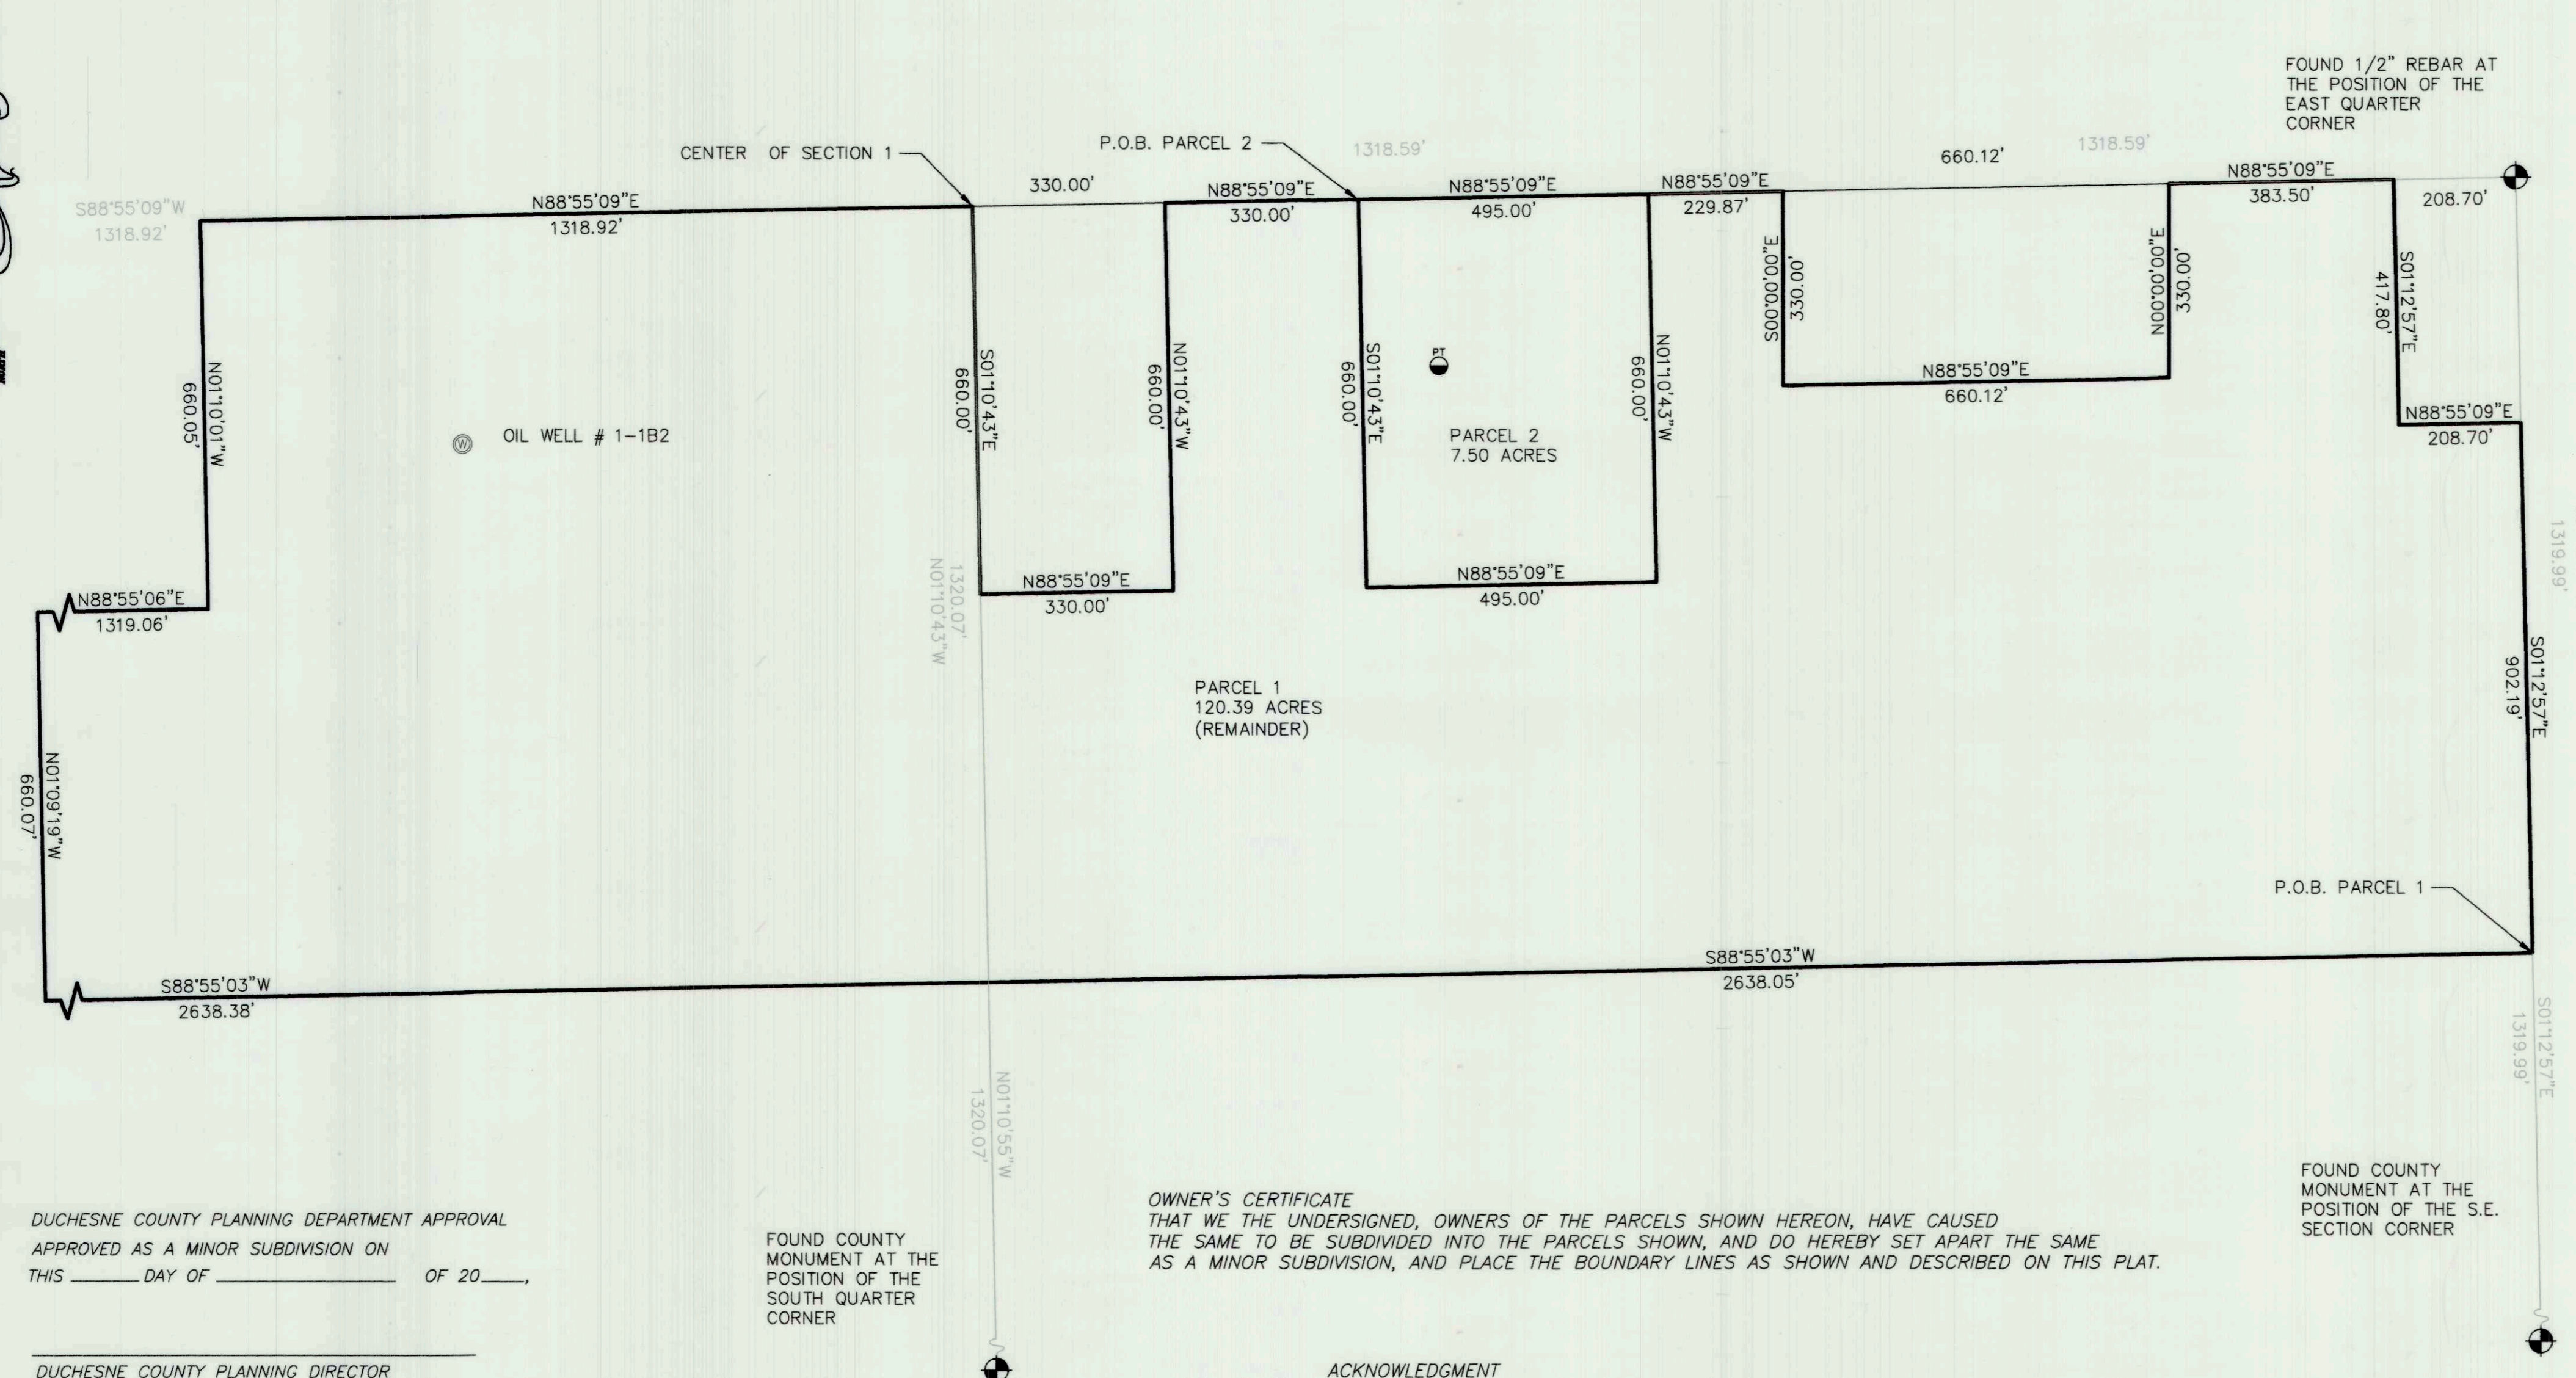 FOUND 1/2" REBAR AT
THE POSITION OF THE
EAST QUARTER
CORNER
CENTER OF SECTION 1
P.O.B. PARCEL 2
1318.59'
660.12'
1318.59'
330.00'
N88°55'09"E
1318.92'
N88°55'09"E
330.00'
N88°55'09"E
495.00'
N88°55'09"E
229.87'
N88°55'09"E
383.50'
208.70'
S88°55'09"W
1318.92'
N01°10'01"W
660.05'
S01°10'43"E
660.00'
N01°10'43"W
660.00'
S01°10'43"E
660.00'
PT
N01°10'43"W
660.00'
S00°00'00"E
330.00'
N00°00'00"E
330.00'
S01°12'57"E
417.80'
N88°55'09"E
660.12'
N88°55'09"E
208.70'
W
OIL WELL # 1-1B2
PARCEL 2
7.50 ACRES
N88°55'09"E
330.00'
N88°55'09"E
495.00'
1320.07'
N01°10'43"W
1319.99'
N88°55'06"E
1319.06'
N01°09'19"W
660.07'
PARCEL 1
120.39 ACRES
(REMAINDER)
S01°12'57"E
902.19'
P.O.B. PARCEL 1
S88°55'03"W
2638.38'
S88°55'03"W
2638.05'
N01°10'55"W
1320.07'
S01°12'57"E
1319.99'
DUCHESNE COUNTY PLANNING DEPARTMENT APPROVAL
APPROVED AS A MINOR SUBDIVISION ON
THIS ______ DAY OF ________________ OF 20____,
DUCHESNE COUNTY PLANNING DIRECTOR
FOUND COUNTY
MONUMENT AT THE
POSITION OF THE
SOUTH QUARTER
CORNER
OWNER'S CERTIFICATE
THAT WE THE UNDERSIGNED, OWNERS OF THE PARCELS SHOWN HEREON, HAVE CAUSED
THE SAME TO BE SUBDIVIDED INTO THE PARCELS SHOWN, AND DO HEREBY SET APART THE SAME
AS A MINOR SUBDIVISION, AND PLACE THE BOUNDARY LINES AS SHOWN AND DESCRIBED ON THIS PLAT.
ACKNOWLEDGMENT
FOUND COUNTY
MONUMENT AT THE
POSITION OF THE S.E.
SECTION CORNER